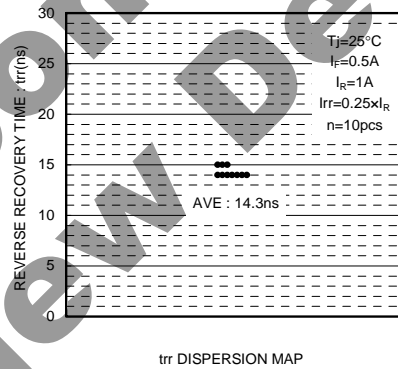 30
25
20
15
10
5
0
REVERSE RECOVERY TIME : trr(ns)
Tj=25°C
IF=0.5A
IR=1A
Irr=0.25×IR
n=10pcs
AVE : 14.3ns
trr DISPERSION MAP